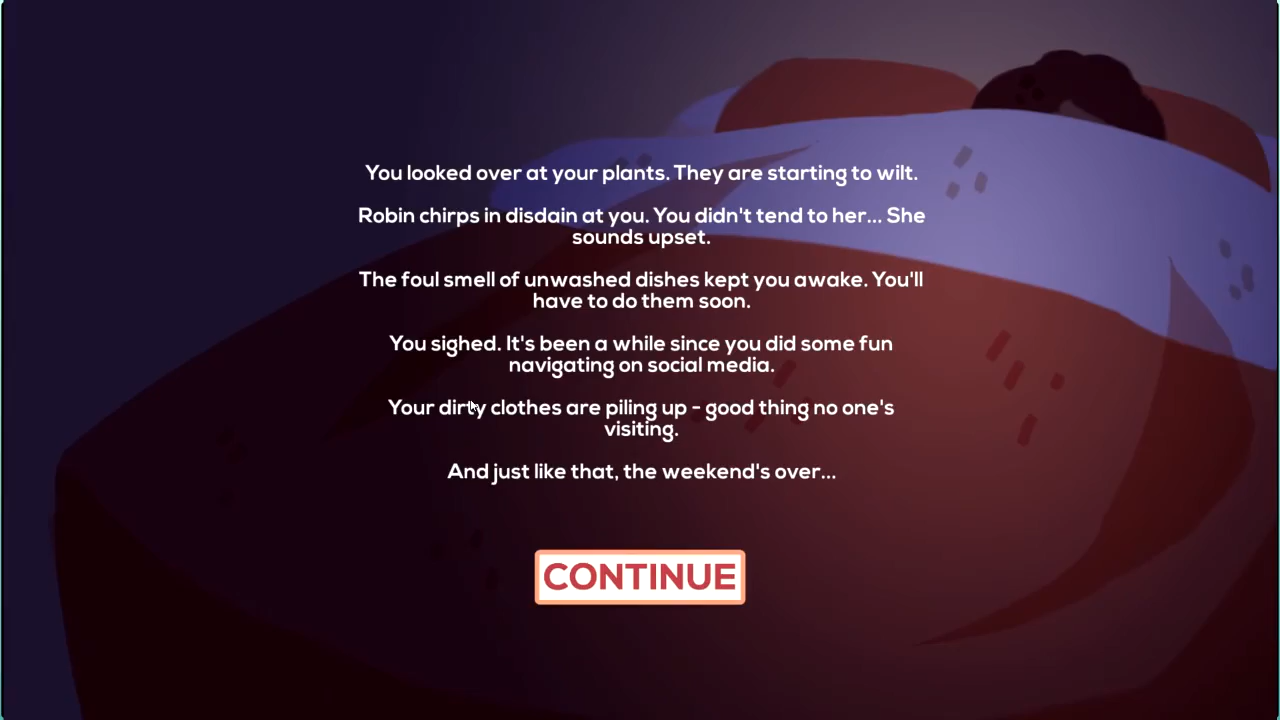 You looked over at your plants. They are starting to wilt.
Robin chirps in disdain at you. You didn't tend to her... She
sounds upset.
The foul smell of unwashed dishes kept you awake. You'll
have to do them soon.
You sighed. It's been a while since you did some fun
navigating on social media.
Your dirty clothes are piling up - good thing no one's
visiting.
And just like that, the weekend's over...
CONTINUE